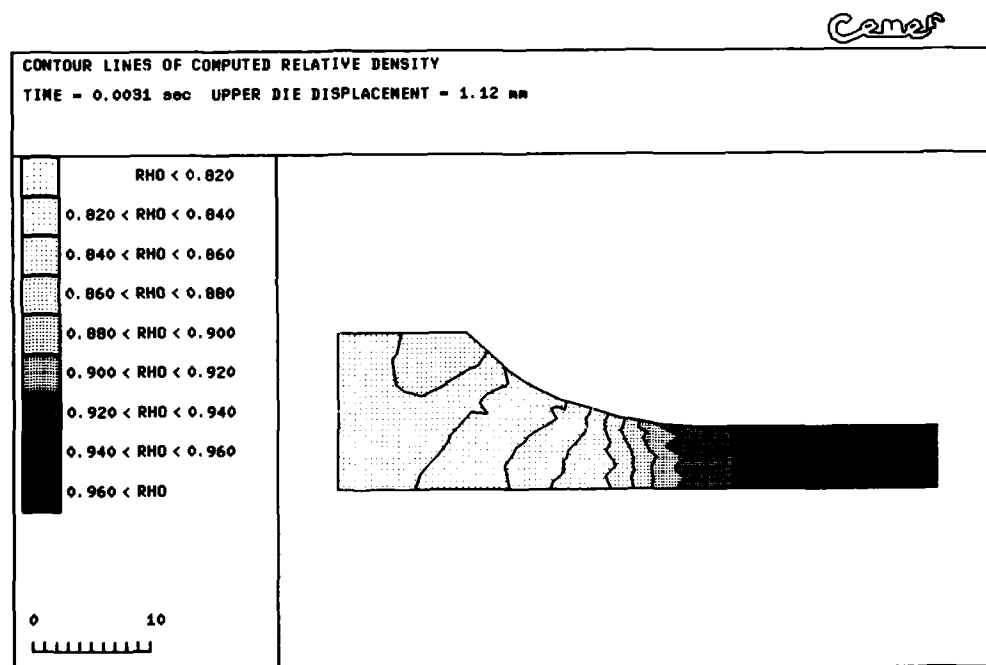 Cemef
CONTOUR LINES OF COMPUTED RELATIVE DENSITY
TIME = 0.0031 sec UPPER DIE DISPLACEMENT = 1.12 mm
RHO < 0.820
0.820 < RHO < 0.840
0.840 < RHO < 0.860
0.860 < RHO < 0.880
0.880 < RHO < 0.900
0.900 < RHO < 0.920
0.920 < RHO < 0.940
0.940 < RHO < 0.960
0.960 < RHO
0 10